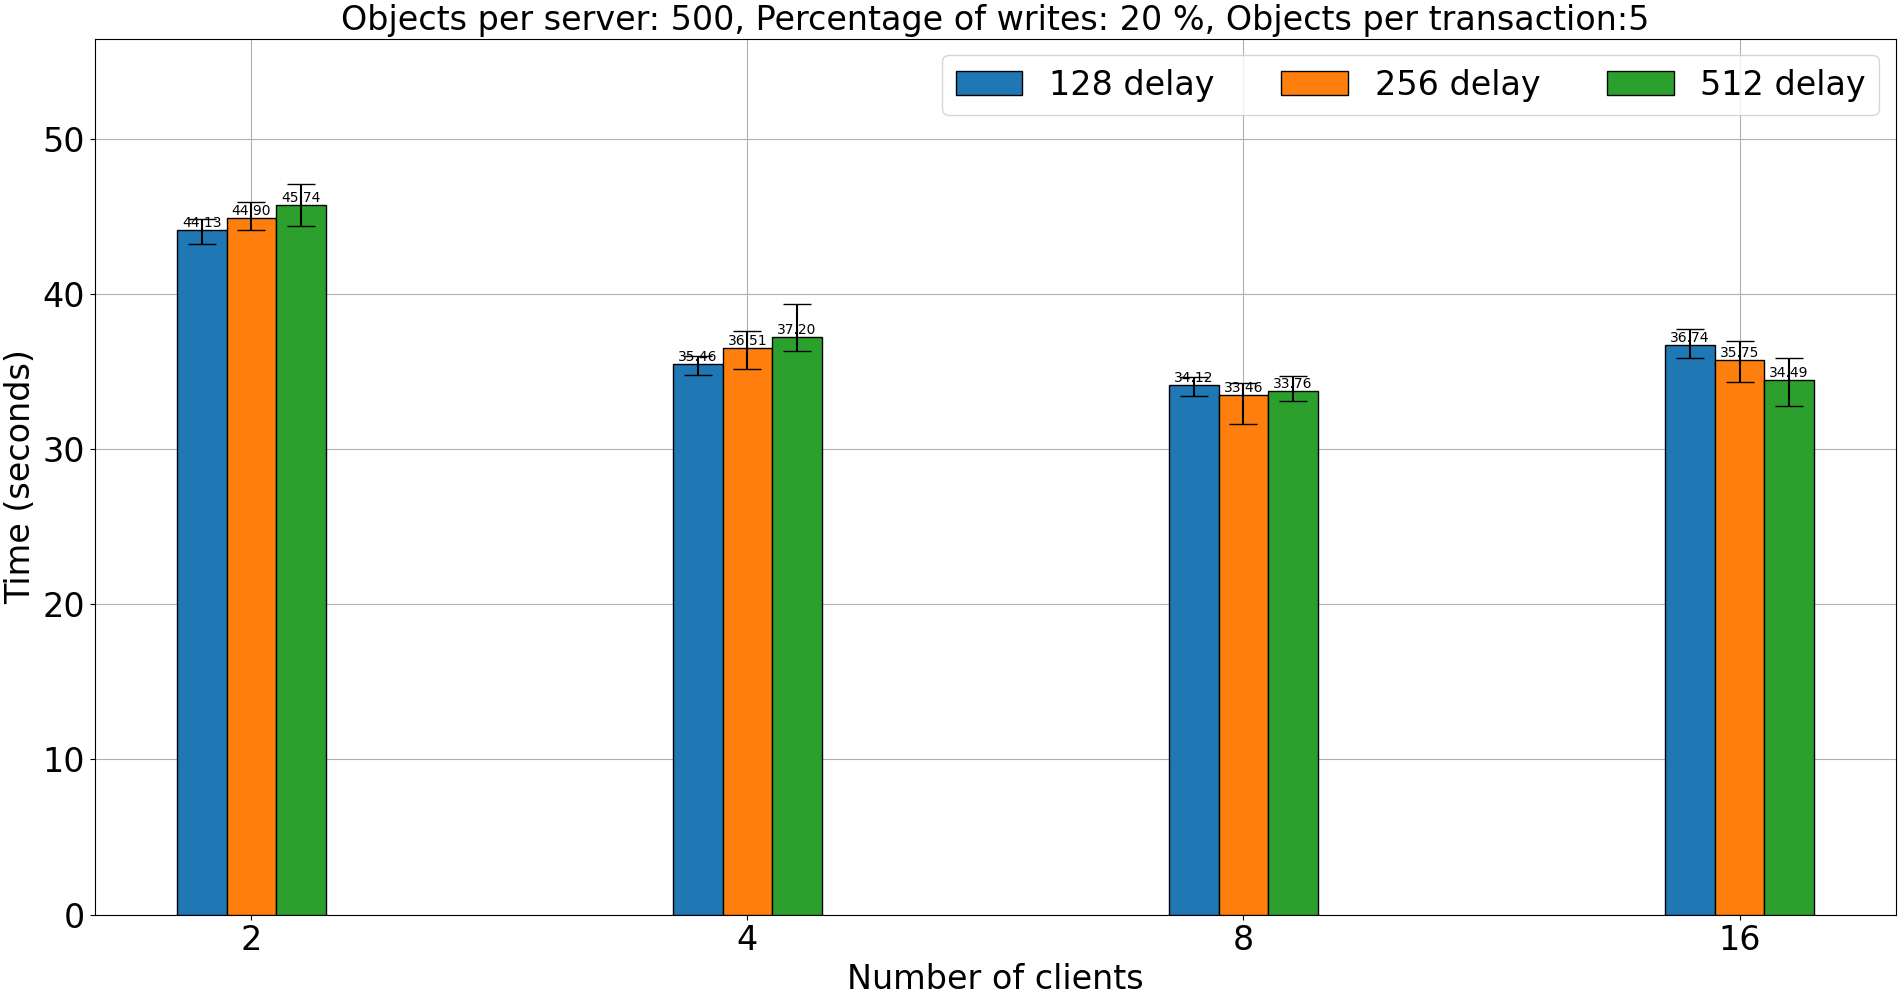 Objects per server: 500, Percentage of writes: 20 %, Objects per transaction:5
128 delay 256 delay 512 delay
50
40
30
20
10
0
Time (seconds)
44.13 44.90 45.74
35.46 36.51 37.20
34.12 33.46 33.76
36.74 35.75 34.49
2 4 8 16
Number of clients